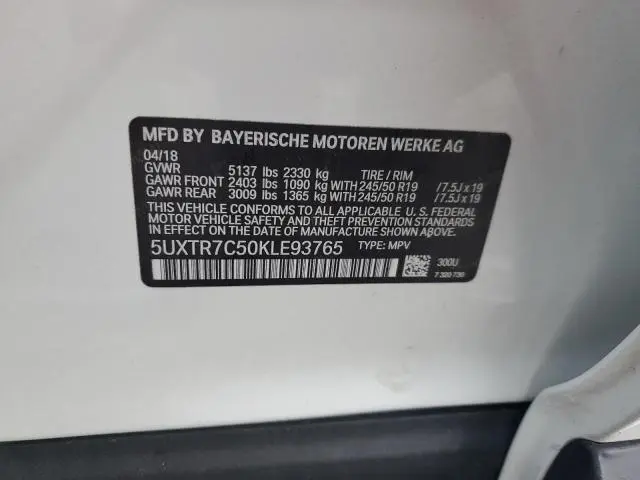 MFD BY BAYERISCHE MOTOREN WERKE AG
04/18
GVWR 5137 lbs 2330 kg TIRE / RIM
GAWR FRONT 2403 lbs 1090 kg WITH 245/50 R19 /7.5J x 19
GAWR REAR 3009 lbs 1365 kg WITH 245/50 R19 /7.5J x 19
THIS VEHICLE CONFORMS TO ALL APPLICABLE U.S. FEDERAL
MOTOR VEHICLE SAFETY AND THEFT PREVENTION STANDARDS
IN EFFECT ON THE DATE OF MANUFACTURE SHOWN ABOVE.
5UXTR7C50KLE93765 TYPE: MPV
300U
7 320 730